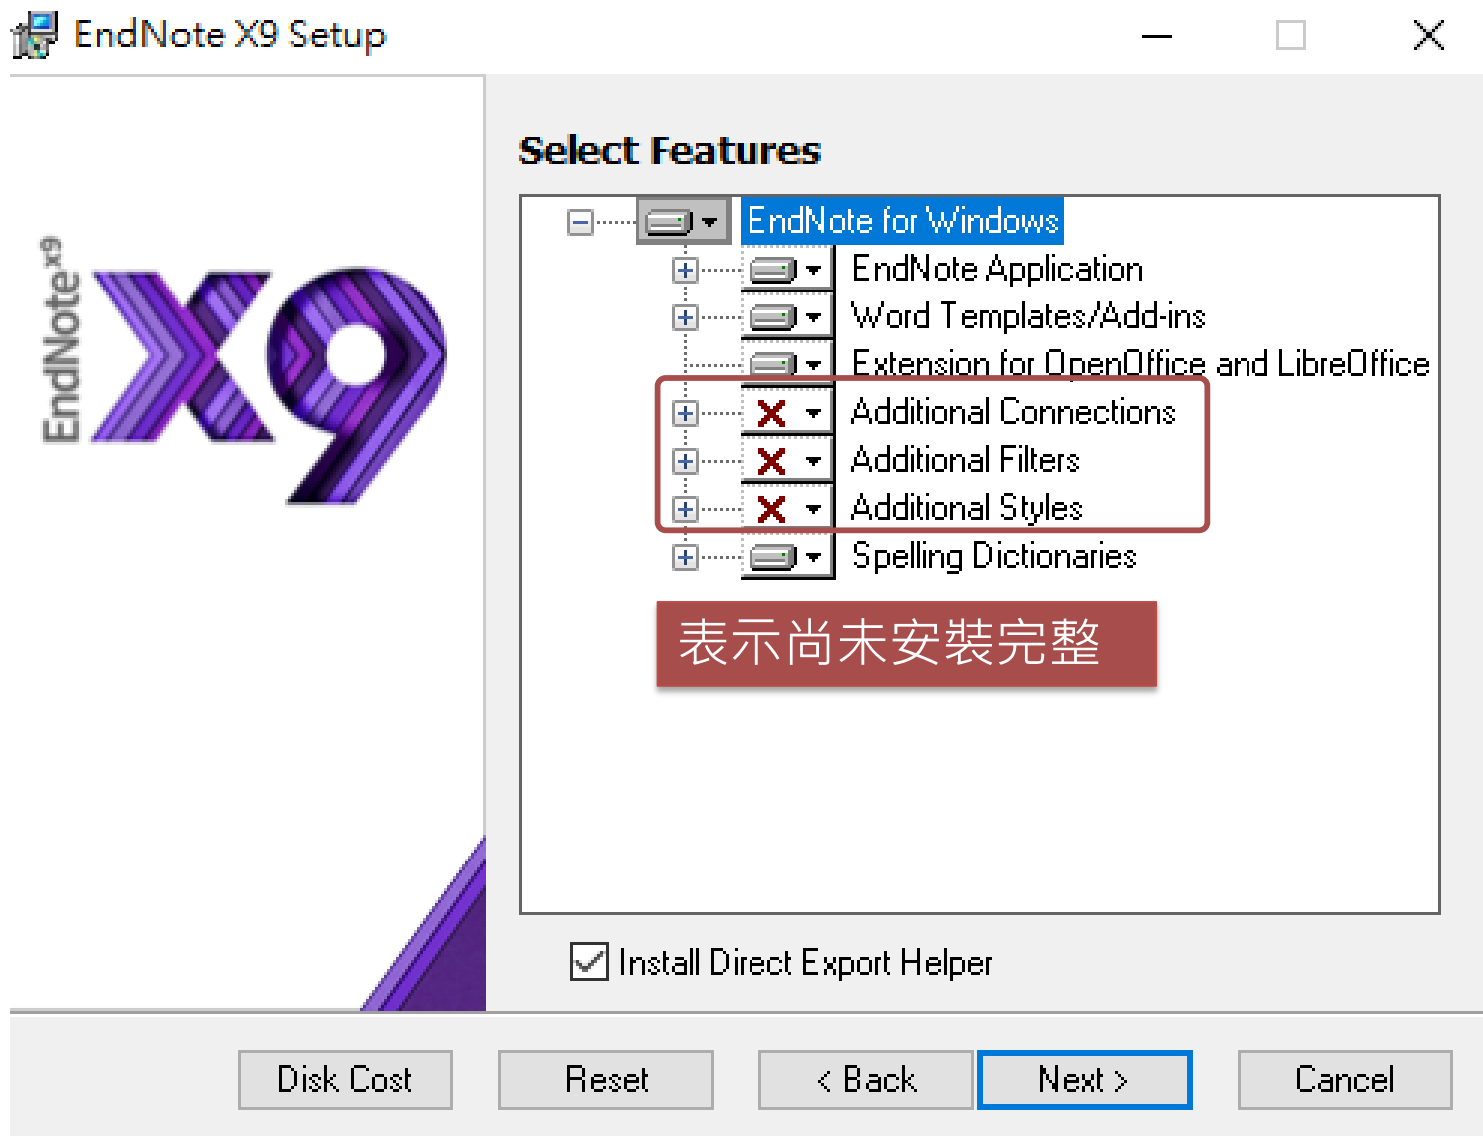 EndNote X9 Setup
EndNote X9
X9
Select Features
EndNote for Windows
EndNote Application
Word Templates/Add-ins
Extension for OpenOffice and LibreOffice
Additional Connections
Additional Filters
Additional Styles
Spelling Dictionaries
表示尚未安裝完整
Install Direct Export Helper
Disk Cost
Reset
< Back
Next >
Cancel